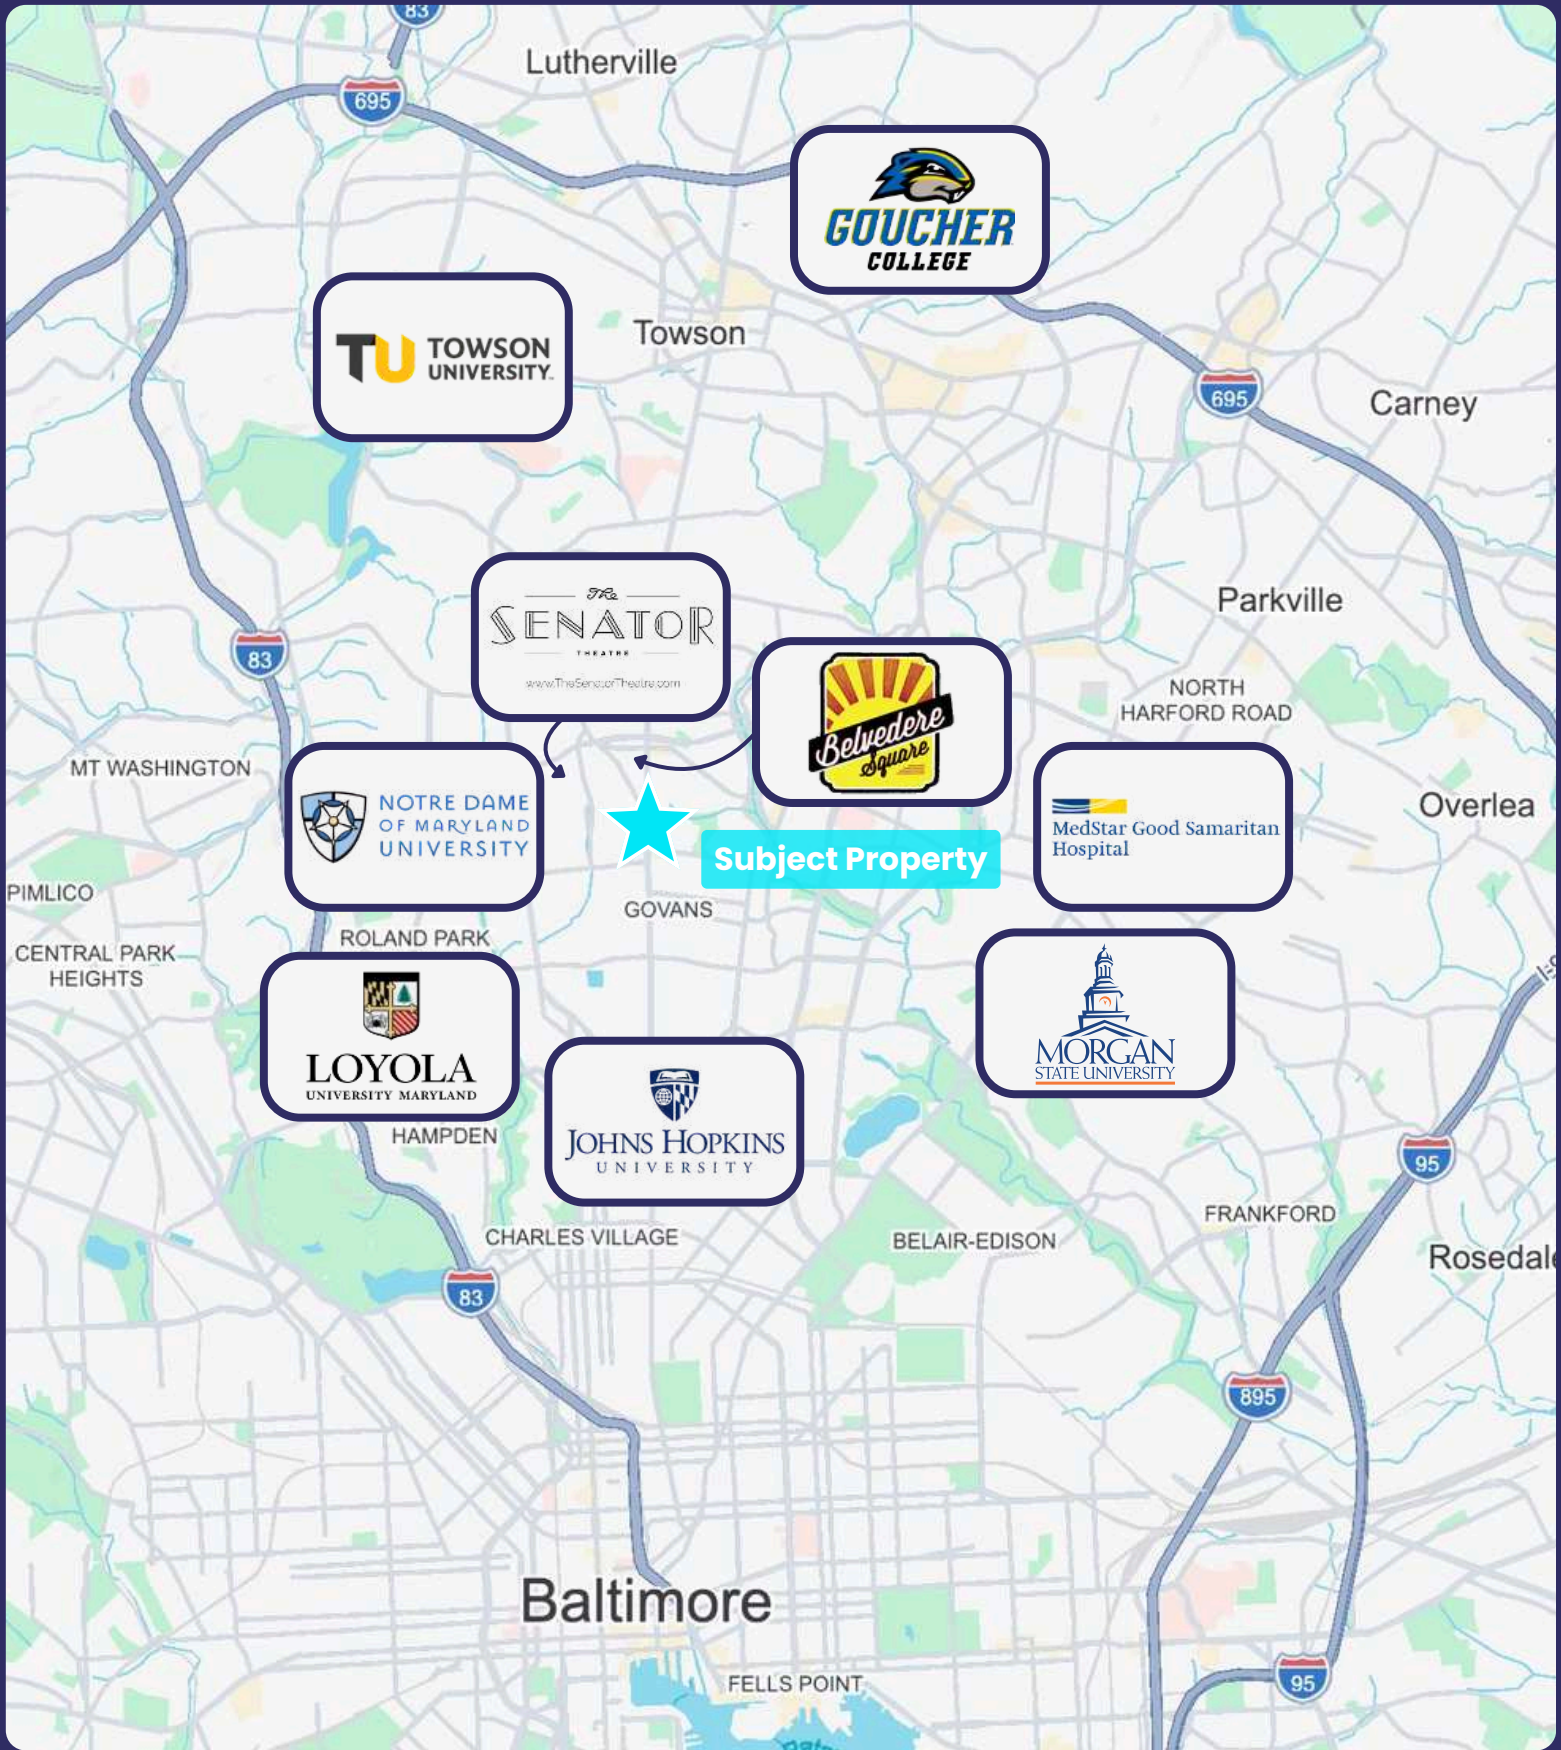 83
Lutherville
695
GOUCHER
COLLEGE
TU TOWSON
UNIVERSITY
Towson
695
Carney
The
SENATOR
THEATRE
www.TheSenatorTheatre.com
Parkville
83
Belvedere
Square
NORTH
HARFORD ROAD
MT WASHINGTON
NOTRE DAME
OF MARYLAND
UNIVERSITY
MedStar Good Samaritan
Hospital
Overlea
Subject Property
PIMLICO
GOVANS
ROLAND PARK
CENTRAL PARK
HEIGHTS
LOYOLA
UNIVERSITY MARYLAND
MORGAN
STATE UNIVERSITY
HAMPDEN
JOHNS HOPKINS
UNIVERSITY
95
FRANKFORD
CHARLES VILLAGE
BELAIR-EDISON
Rosedale
83
895
Baltimore
FELLS POINT
95